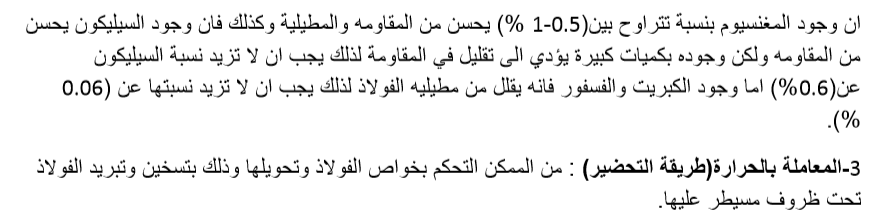 ان وجود المغنسيوم بنسبة تتراوح بين(0.5-1 %) يحسن من المقاومه والمطيلية وكذلك فان وجود السيليكون يحسن
من المقاومه ولكن وجوده بكميات كبيرة يؤدي الى تقليل في المقاومة لذلك يجب ان لا تزيد نسبة السيليكون
عن(0.6%) اما وجود الكبريت والفسفور فانه يقلل من مطيليه الفولاذ لذلك يجب ان لا تزيد نسبتها عن (0.06
%).
3-المعاملة بالحرارة(طريقة التحضير) : من الممكن التحكم بخواص الفولاذ وتحويلها وذلك بتسخين وتبريد الفولاذ
تحت ظروف مسيطر عليها.